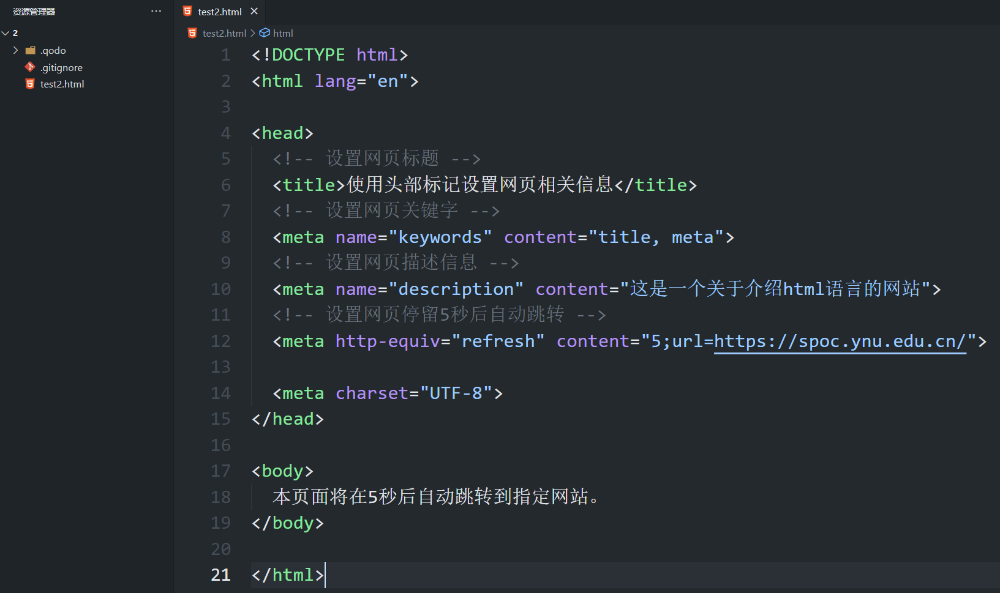 资源管理器 ···
2
.qodo
.gitignore
test2.html
test2.html ×
test2.html > html
1 <!DOCTYPE html>
2 <html lang="en">
3
4 <head>
5 <!-- 设置网页标题 -->
6 <title>使用头部标记设置网页相关信息</title>
7 <!-- 设置网页关键字 -->
8 <meta name="keywords" content="title, meta">
9 <!-- 设置网页描述信息 -->
10 <meta name="description" content="这是一个关于介绍html语言的网站">
11 <!-- 设置网页停留5秒后自动跳转 -->
12 <meta http-equiv="refresh" content="5;url=https://spoc.ynu.edu.cn/">
13
14 <meta charset="UTF-8">
15 </head>
16
17 <body>
18 本页面将在5秒后自动跳转到指定网站。
19 </body>
20
21 </html>